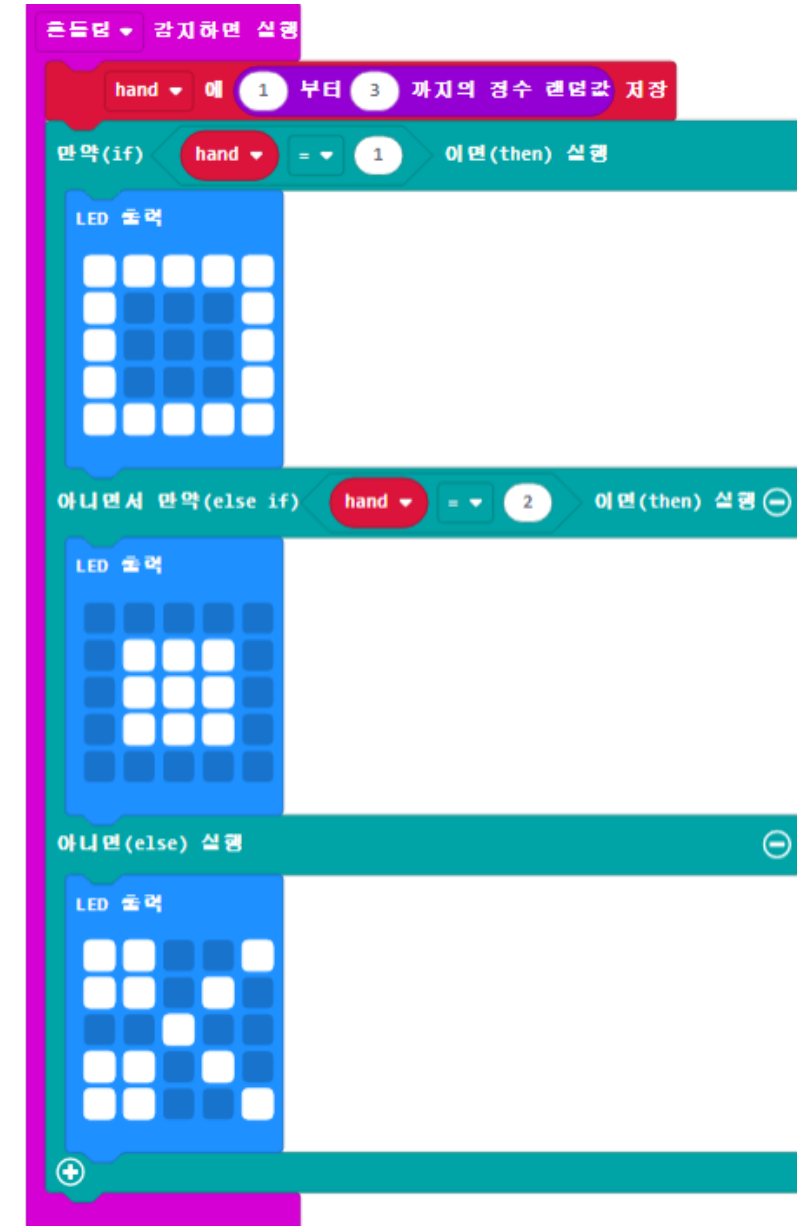 흔들림 감지하면 실행
hand 에 1 부터 3 까지의 정수 랜덤값 저장
만약(if) hand = 1 이면(then) 실행
LED 출력
아니면서 만약(else if) hand = 2 이면(then) 실행
LED 출력
아니면(else) 실행
LED 출력